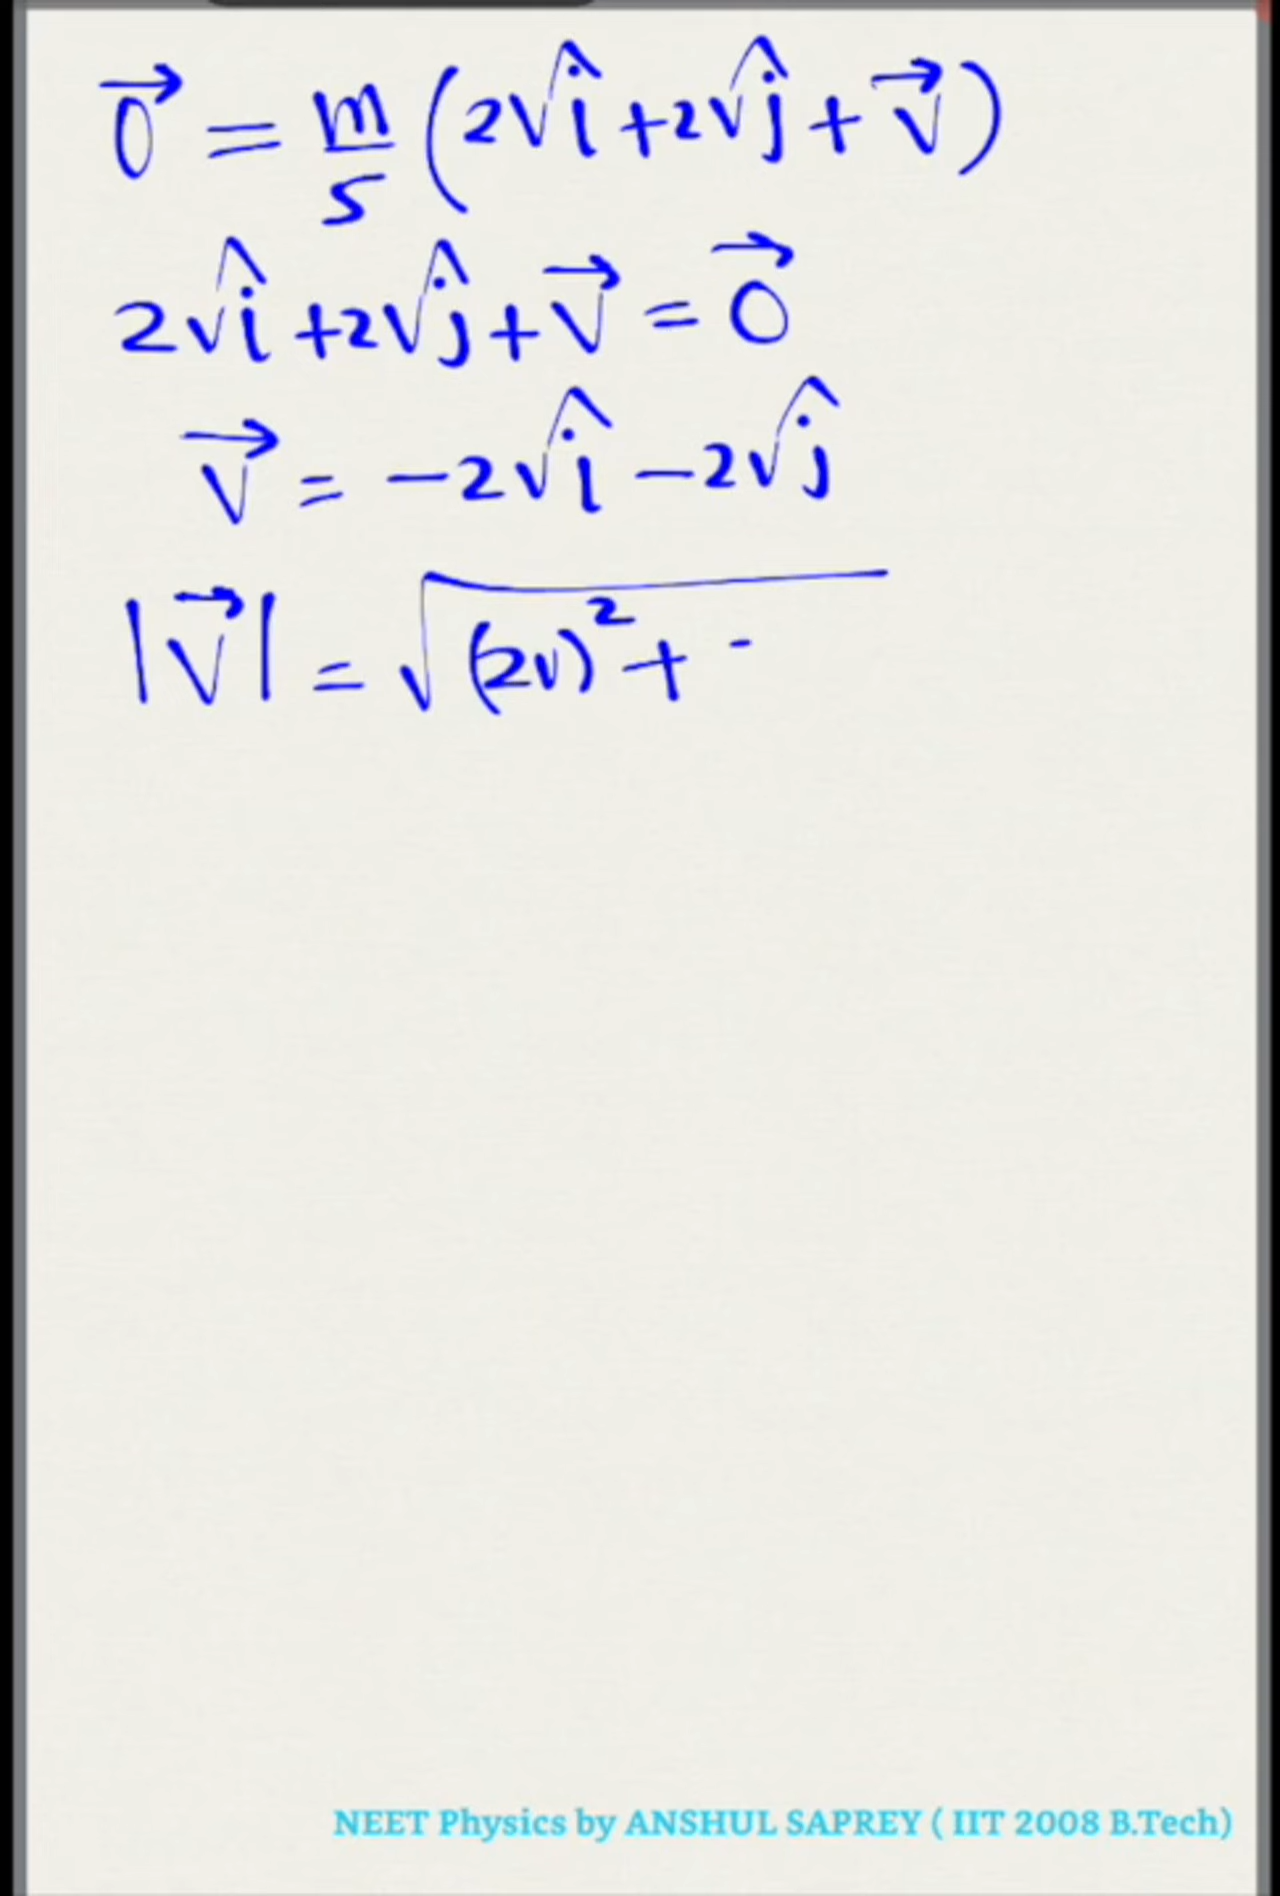 0⃗ = m/5 (2vî + 2vĵ + v⃗)
2vî + 2vĵ + v⃗ = 0⃗
v⃗ = -2vî - 2vĵ
|v⃗| = √((2v)² + -
NEET Physics by ANSHUL SAPREY ( IIT 2008 B.Tech)